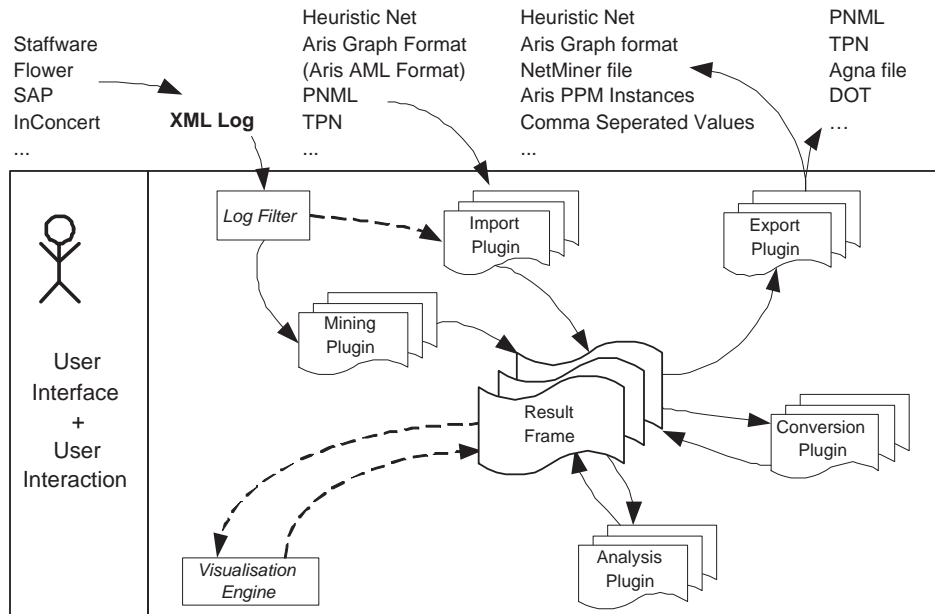 Staffware
Flower
SAP
InConcert
...
XML Log
Heuristic Net
Aris Graph Format
(Aris AML Format)
PNML
TPN
...
Heuristic Net
Aris Graph format
NetMiner file
Aris PPM Instances
Comma Seperated Values
...
PNML
TPN
Agna file
DOT
...
User
Interface
+
User
Interaction
Log Filter
Import
Plugin
Export
Plugin
Mining
Plugin
Result
Frame
Conversion
Plugin
Visualisation
Engine
Analysis
Plugin